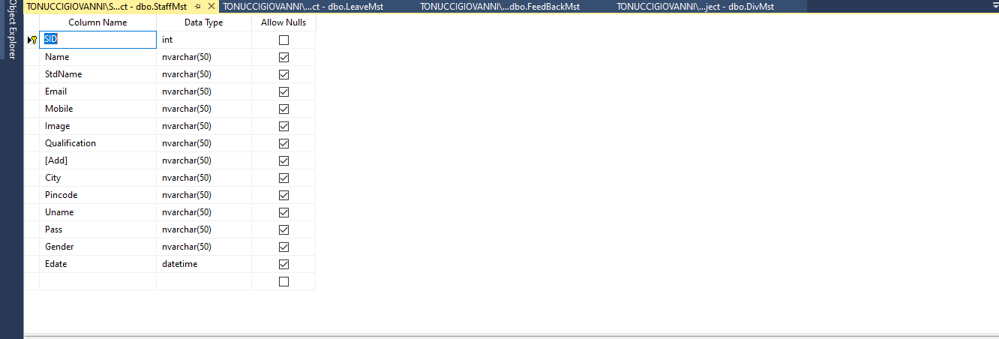 Object Explorer
TONUCCIGIOVANNI\S...ct - dbo.StaffMst
TONUCCIGIOVANNI\...ct - dbo.LeaveMst
TONUCCIGIOVANNI\...dbo.FeedBackMst
TONUCCIGIOVANNI\...ject - dbo.DivMst
Column Name Data Type Allow Nulls
SID int
Name nvarchar(50)
StdName nvarchar(50)
Email nvarchar(50)
Mobile nvarchar(50)
Image nvarchar(50)
Qualification nvarchar(50)
[Add] nvarchar(50)
City nvarchar(50)
Pincode nvarchar(50)
Uname nvarchar(50)
Pass nvarchar(50)
Gender nvarchar(50)
Edate datetime